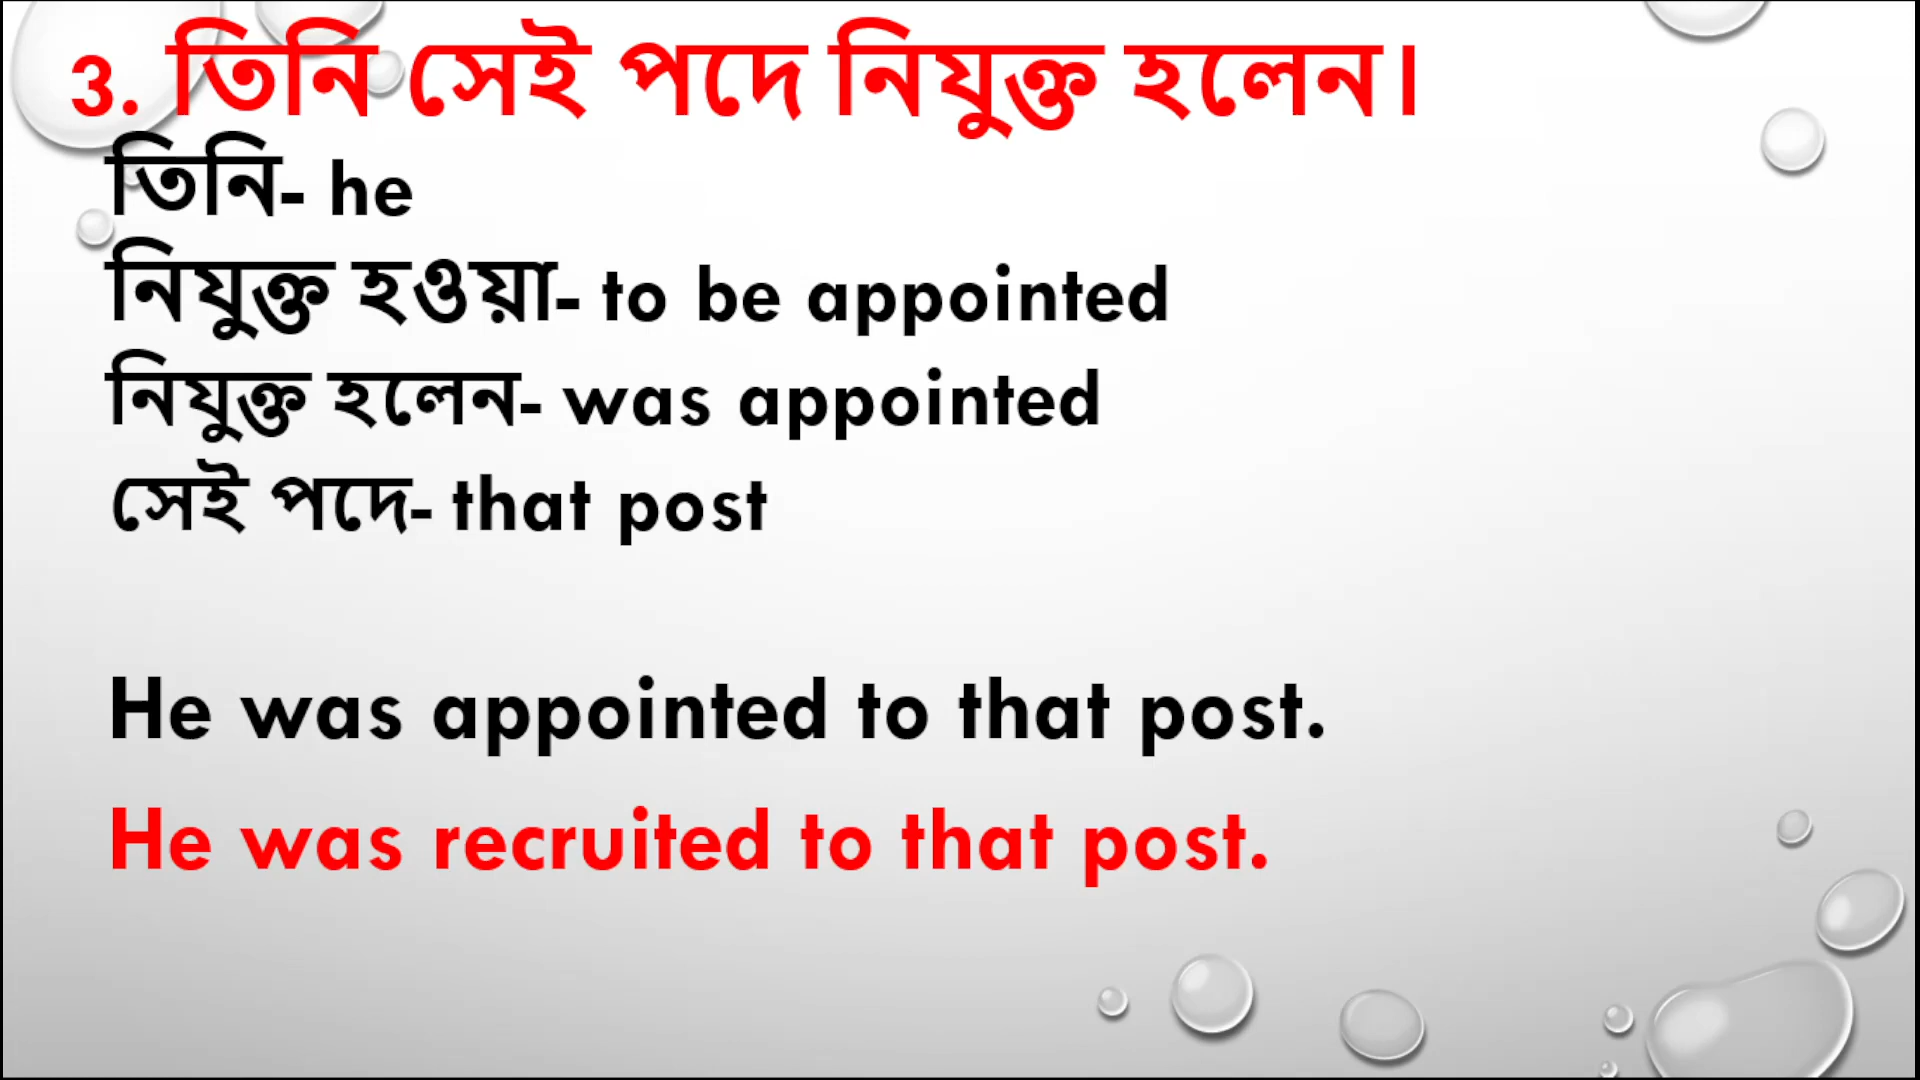 3. তিনি সেই পদে নিযুক্ত হলেন।
তিনি- he
নিযুক্ত হওয়া- to be appointed
নিযুক্ত হলেন- was appointed
সেই পদে- that post
He was appointed to that post.
He was recruited to that post.